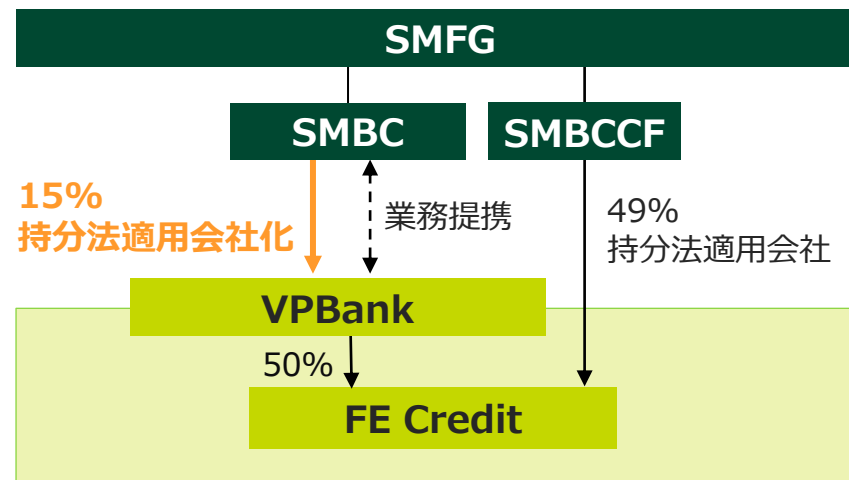 SMFG
SMBC
SMBCCF
15%
持分法適用会社化
業務提携
49%
持分法適用会社
VPBank
50%
FE Credit